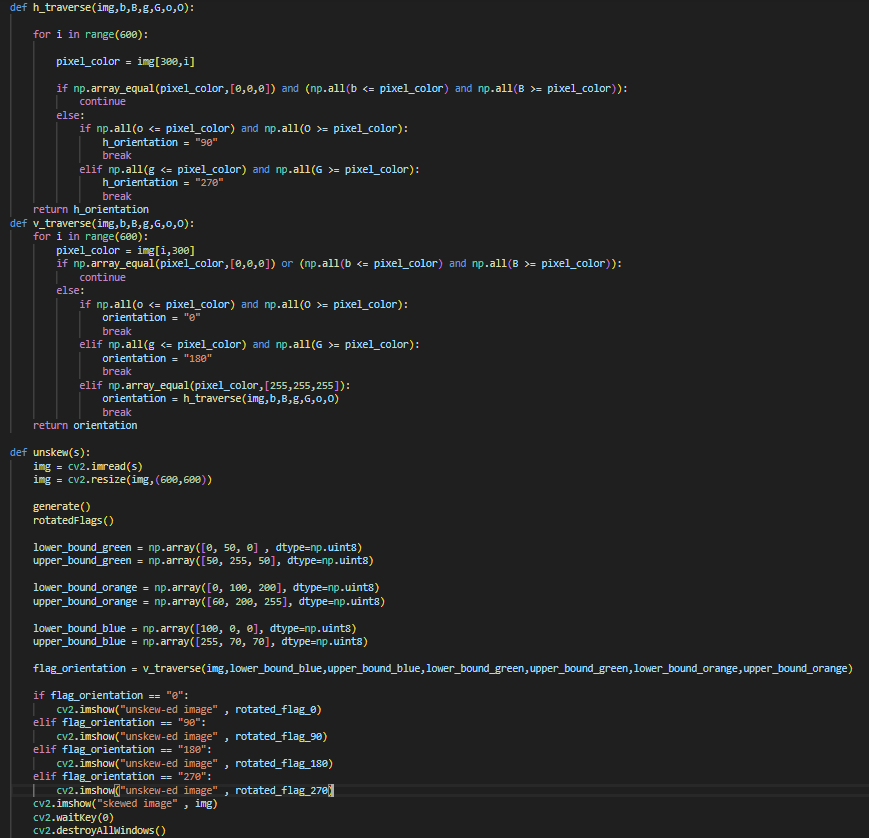 def h_traverse(img,b,B,g,G,o,O):
for i in range(600):
pixel_color = img[300,i]
if np.array_equal(pixel_color,[0,0,0]) and (np.all(b <= pixel_color) and np.all(B >= pixel_color)):
continue
else:
if np.all(o <= pixel_color) and np.all(O >= pixel_color):
h_orientation = "90"
break
elif np.all(g <= pixel_color) and np.all(G >= pixel_color):
h_orientation = "270"
break
return h_orientation
def v_traverse(img,b,B,g,G,o,O):
for i in range(600):
pixel_color = img[i,300]
if np.array_equal(pixel_color,[0,0,0]) or (np.all(b <= pixel_color) and np.all(B >= pixel_color)):
continue
else:
if np.all(o <= pixel_color) and np.all(O >= pixel_color):
orientation = "0"
break
elif np.all(g <= pixel_color) and np.all(G >= pixel_color):
orientation = "180"
break
elif np.array_equal(pixel_color,[255,255,255]):
orientation = h_traverse(img,b,B,g,G,o,O)
break
return orientation
def unskew(s):
img = cv2.imread(s)
img = cv2.resize(img,(600,600))
generate()
rotatedFlags()
lower_bound_green = np.array([0, 50, 0] , dtype=np.uint8)
upper_bound_green = np.array([50, 255, 50], dtype=np.uint8)
lower_bound_orange = np.array([0, 100, 200], dtype=np.uint8)
upper_bound_orange = np.array([60, 200, 255], dtype=np.uint8)
lower_bound_blue = np.array([100, 0, 0], dtype=np.uint8)
upper_bound_blue = np.array([255, 70, 70], dtype=np.uint8)
flag_orientation = v_traverse(img,lower_bound_blue,upper_bound_blue,lower_bound_green,upper_bound_green,lower_bound_orange,upper_bound_orange)
if flag_orientation == "0":
cv2.imshow("unskew-ed image" , rotated_flag_0)
elif flag_orientation == "90":
cv2.imshow("unskew-ed image" , rotated_flag_90)
elif flag_orientation == "180":
cv2.imshow("unskew-ed image" , rotated_flag_180)
elif flag_orientation == "270":
cv2.imshow("unskew-ed image" , rotated_flag_270)
cv2.imshow("skewed image" , img)
cv2.waitKey(0)
cv2.destroyAllWindows()